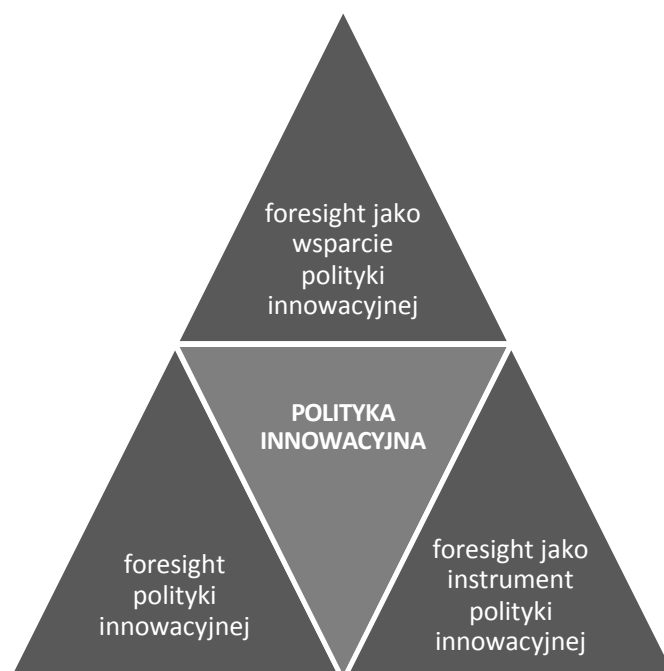 foresight jako
wsparcie
polityki
innowacyjnej
POLITYKA
INNOWACYJNA
foresight
polityki
innowacyjnej
foresight jako
instrument
polityki
innowacyjnej